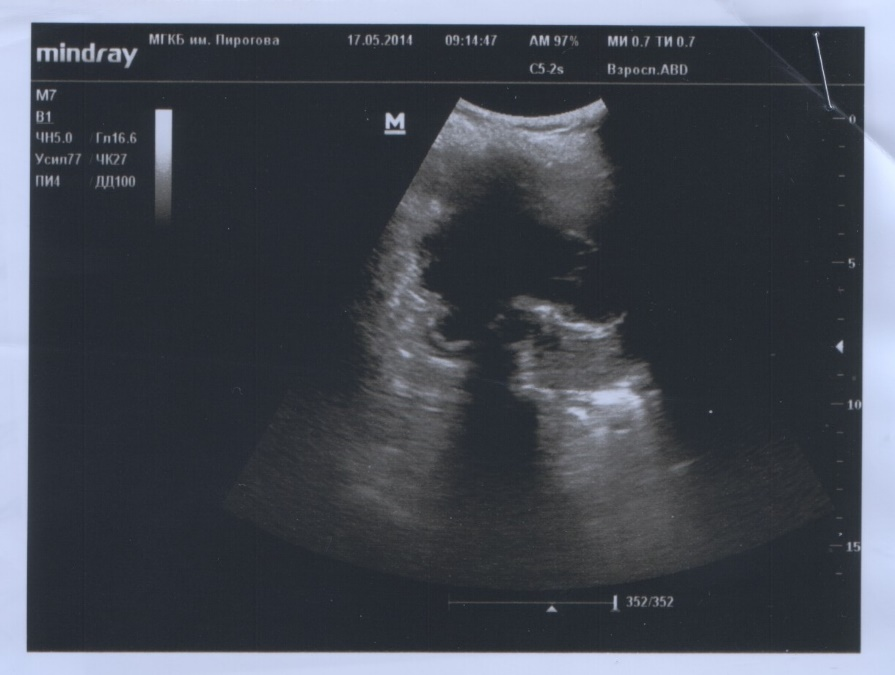 mindray МГКБ им. Пирогова 17.05.2014 09:14:47 АМ 97% МИ 0.7 ТИ 0.7
C5-2s Взросл.ABD
M7
B1
ЧН5.0 / Гл16.6
Усил77 / ЧК27
ПИ4 / ДД100
M
0
5
10
15
352/352